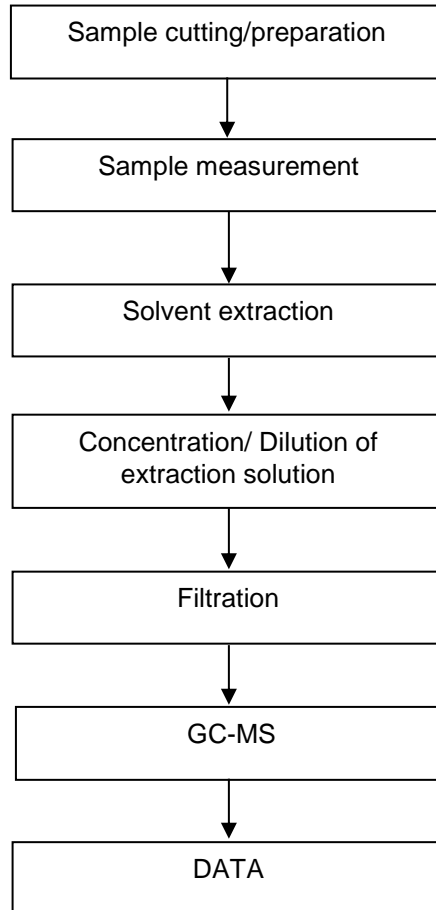 Sample cutting/preparation
Sample measurement
Solvent extraction
Concentration/ Dilution of
extraction solution
Filtration
GC-MS
DATA